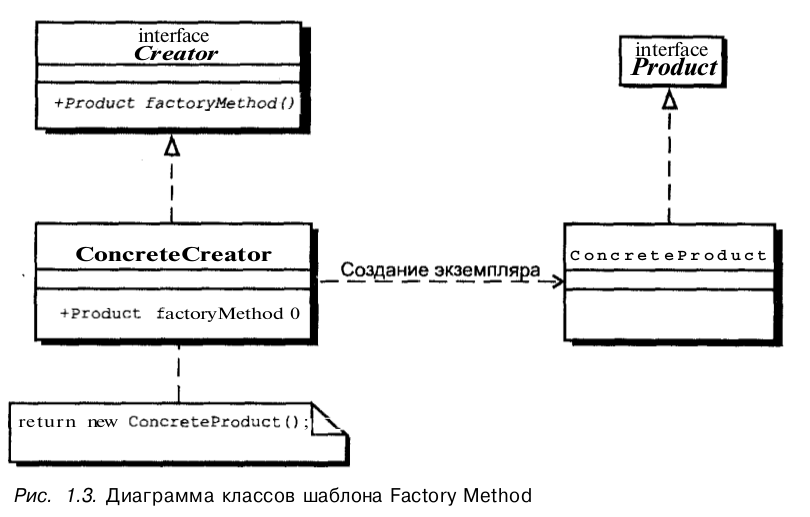 interface
Creator
+Product factoryMethod()
interface
Product
ConcreteCreator
+Product factoryMethod 0
Создание экземпляра
ConcreteProduct
return new ConcreteProduct();
Рис. 1.3. Диаграмма классов шаблона Factory Method